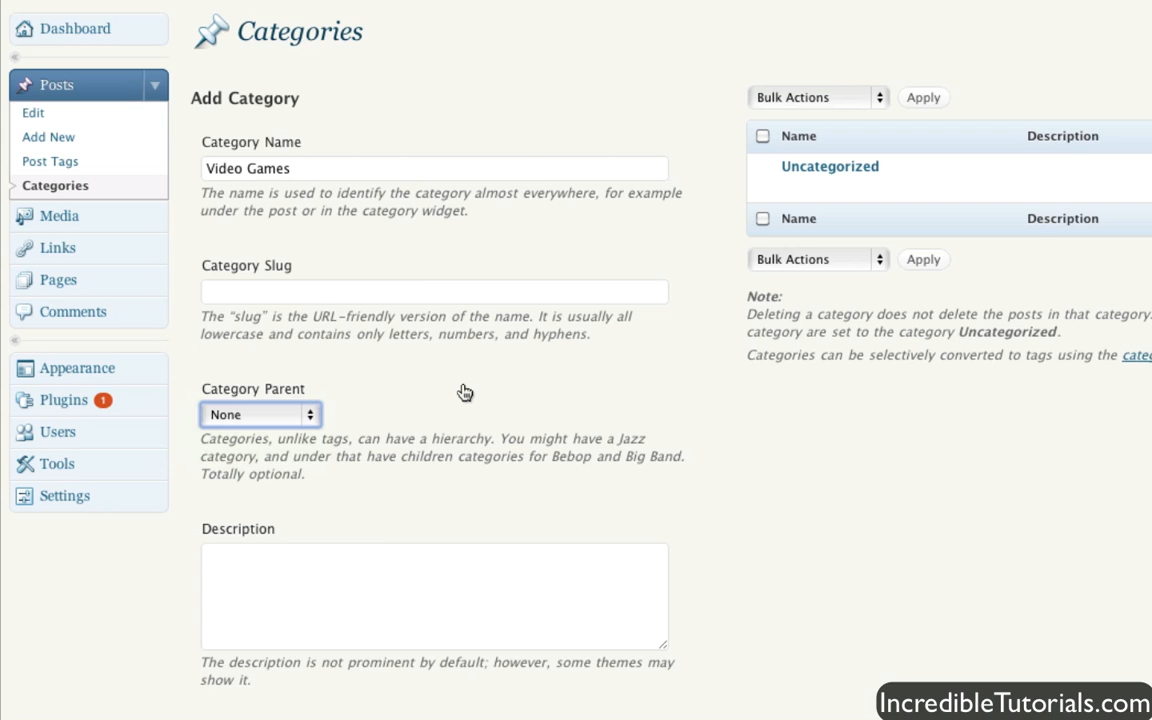 Dashboard
Posts
Edit
Add New
Post Tags
Categories
Media
Links
Pages
Comments
Appearance
Plugins 1
Users
Tools
Settings
Categories
Add Category
Category Name
Video Games
The name is used to identify the category almost everywhere, for example
under the post or in the category widget.
Category Slug
The “slug” is the URL-friendly version of the name. It is usually all
lowercase and contains only letters, numbers, and hyphens.
Category Parent
None
Categories, unlike tags, can have a hierarchy. You might have a Jazz
category, and under that have children categories for Bebop and Big Band.
Totally optional.
Description
The description is not prominent by default; however, some themes may
show it.
Bulk Actions Apply
Name Description
Uncategorized
Name Description
Bulk Actions Apply
Note:
Deleting a category does not delete the posts in that category.
category are set to the category Uncategorized.
Categories can be selectively converted to tags using the
IncredibleTutorials.com